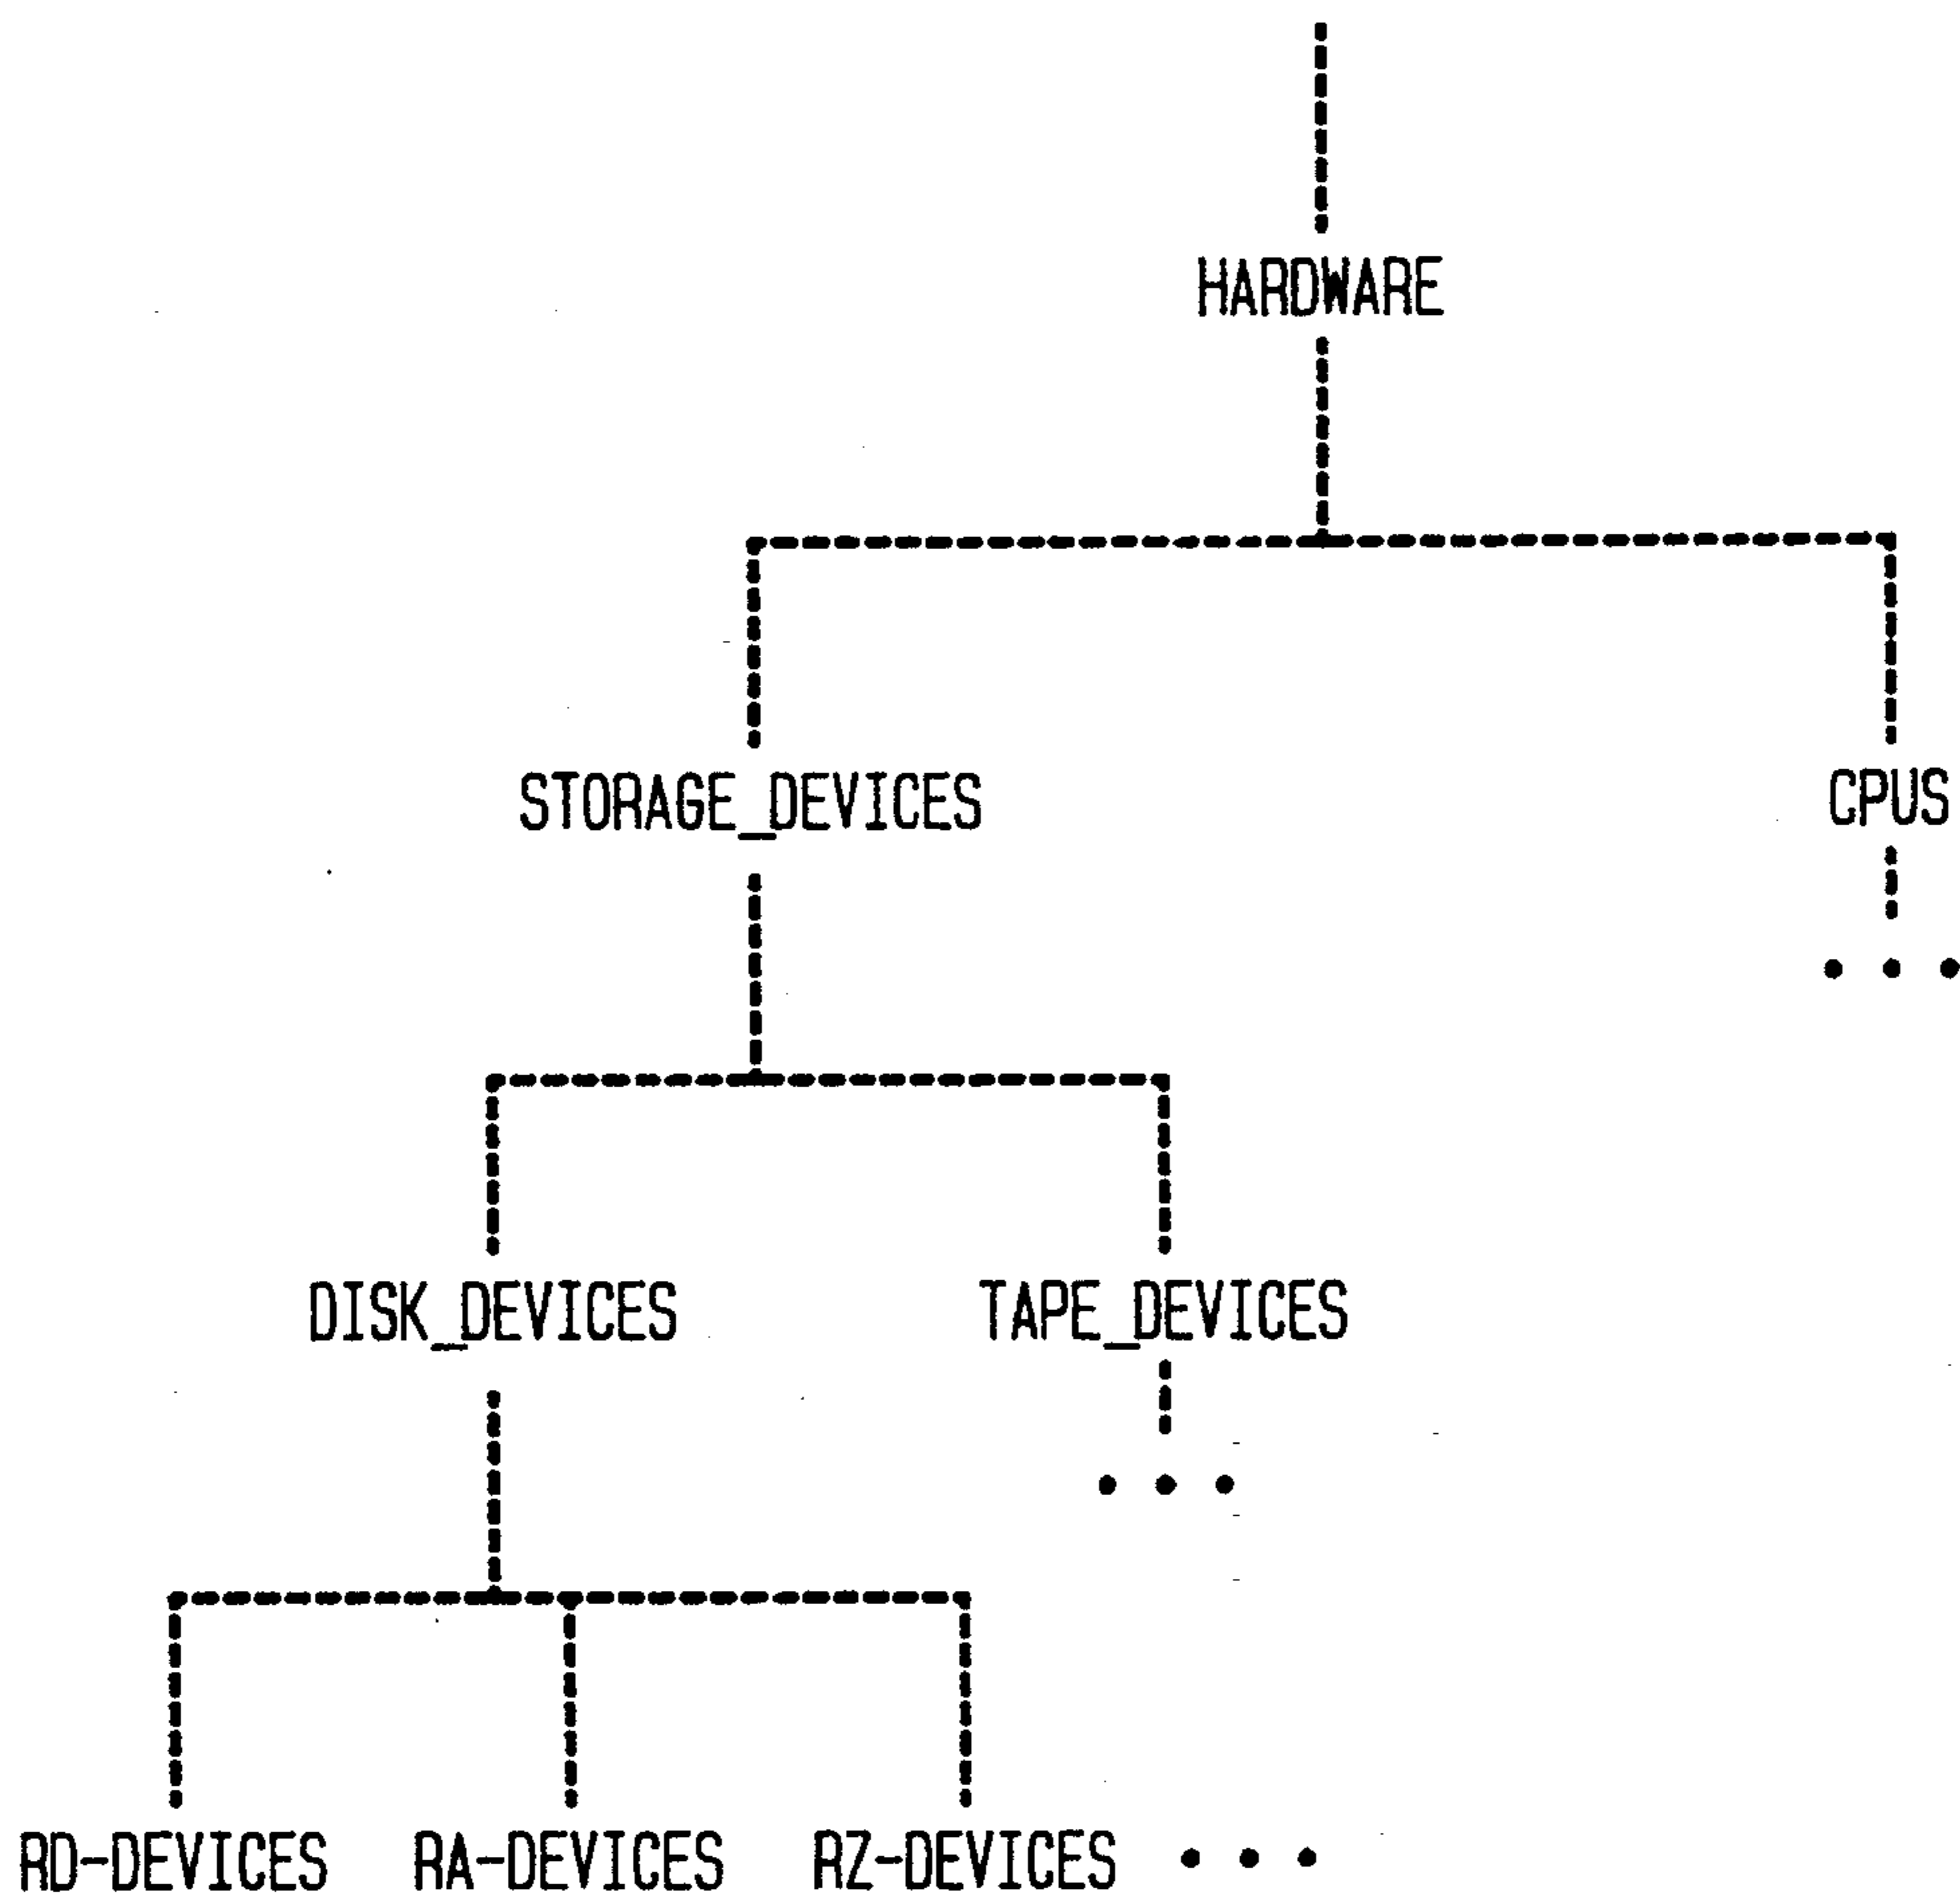 HARDWARE
STORAGE_DEVICES CPUS
. . .
DISK_DEVICES TAPE_DEVICES
. . .
RD-DEVICES RA-DEVICES RZ-DEVICES . . .